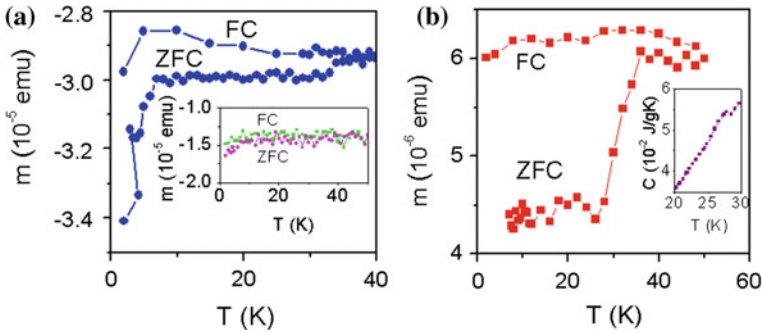 (a)
-2.8
-3.0
-3.2
-3.4
m (10⁻⁵ emu)
FC
ZFC
0
10
20
30
40
T (K)
-1.0
-1.5
-2.0
m (10⁻⁵ emu)
FC
ZFC
0
20
40
T (K)
(b)
6
5
4
m (10⁻⁶ emu)
FC
ZFC
0
20
40
60
T (K)
6
5
4
C (10⁻² J/gK)
20
25
30
T (K)